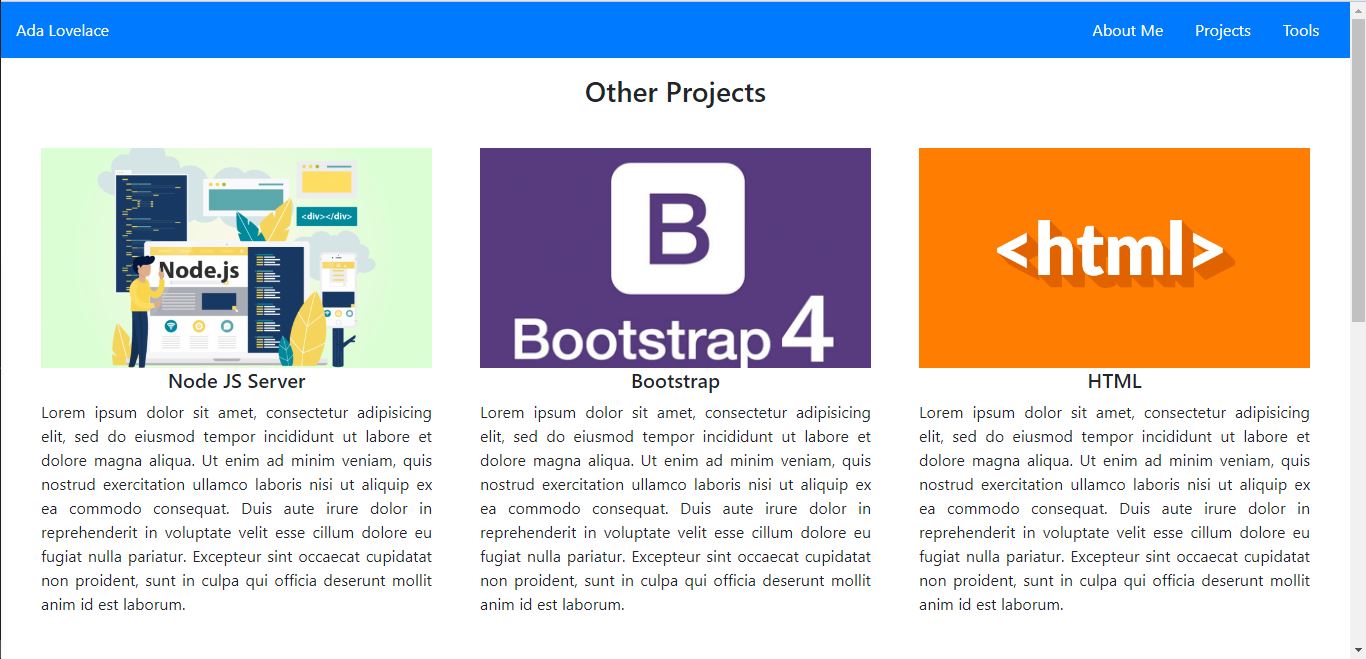 Ada Lovelace About Me Projects Tools
Other Projects
<div></div>
Node.js
B
Bootstrap 4
<html>
Node JS Server
Lorem ipsum dolor sit amet, consectetur adipisicing
elit, sed do eiusmod tempor incididunt ut labore et
dolore magna aliqua. Ut enim ad minim veniam, quis
nostrud exercitation ullamco laboris nisi ut aliquip ex
ea commodo consequat. Duis aute irure dolor in
reprehenderit in voluptate velit esse cillum dolore eu
fugiat nulla pariatur. Excepteur sint occaecat cupidatat
non proident, sunt in culpa qui officia deserunt mollit
anim id est laborum.
Bootstrap
Lorem ipsum dolor sit amet, consectetur adipisicing
elit, sed do eiusmod tempor incididunt ut labore et
dolore magna aliqua. Ut enim ad minim veniam, quis
nostrud exercitation ullamco laboris nisi ut aliquip ex
ea commodo consequat. Duis aute irure dolor in
reprehenderit in voluptate velit esse cillum dolore eu
fugiat nulla pariatur. Excepteur sint occaecat cupidatat
non proident, sunt in culpa qui officia deserunt mollit
anim id est laborum.
HTML
Lorem ipsum dolor sit amet, consectetur adipisicing
elit, sed do eiusmod tempor incididunt ut labore et
dolore magna aliqua. Ut enim ad minim veniam, quis
nostrud exercitation ullamco laboris nisi ut aliquip ex
ea commodo consequat. Duis aute irure dolor in
reprehenderit in voluptate velit esse cillum dolore eu
fugiat nulla pariatur. Excepteur sint occaecat cupidatat
non proident, sunt in culpa qui officia deserunt mollit
anim id est laborum.